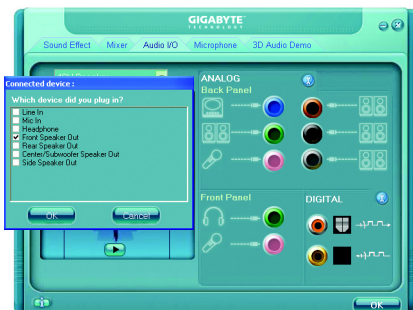 GIGABYTE
TECHNOLOGY
Sound Effect Mixer Audio I/O Microphone 3D Audio Demo
Connected device :
Which device did you plug in?
Line In
Mic In
Headphone
Front Speaker Out
Rear Speaker Out
Center/Subwoofer Speaker Out
Side Speaker Out
OK Cancel
ANALOG
Back Panel
Front Panel
DIGITAL
OK